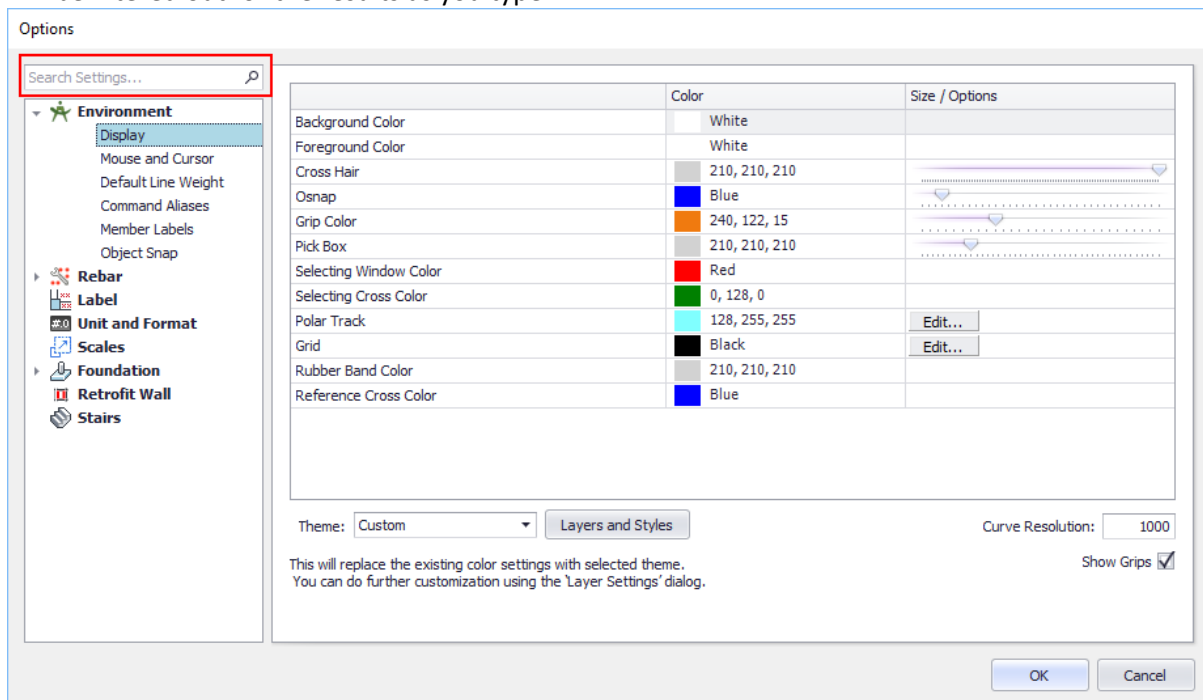 Options
Search Settings...
Environment
Display
Mouse and Cursor
Default Line Weight
Command Aliases
Member Labels
Object Snap
Rebar
Label
Unit and Format
Scales
Foundation
Retrofit Wall
Stairs
Color Size / Options
Background Color White
Foreground Color White
Cross Hair 210, 210, 210
Osnap Blue
Grip Color 240, 122, 15
Pick Box 210, 210, 210
Selecting Window Color Red
Selecting Cross Color 0, 128, 0
Polar Track 128, 255, 255 Edit...
Grid Black Edit...
Rubber Band Color 210, 210, 210
Reference Cross Color Blue
Theme: Custom Layers and Styles Curve Resolution: 1000
Show Grips
This will replace the existing color settings with selected theme.
You can do further customization using the 'Layer Settings' dialog.
OK Cancel